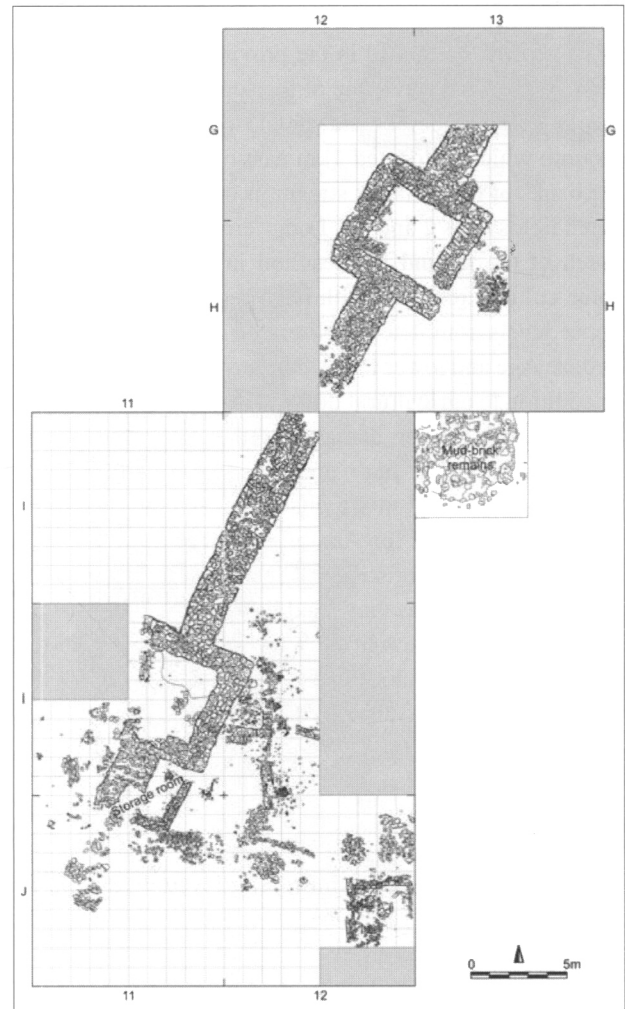 12 13
G G
H H
11
I
Mud-brick
remains
İ
Storage room
J
0 5m
11 12